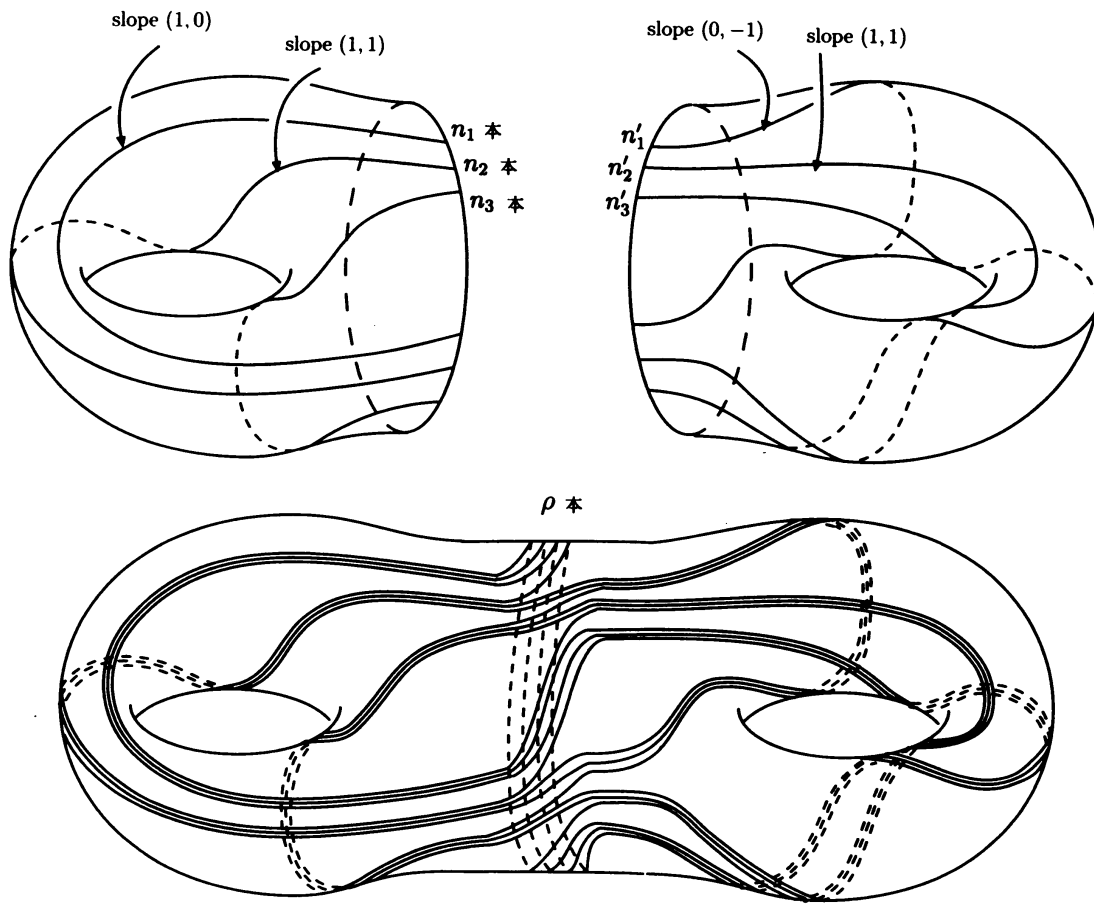 slope (1, 0)
slope (1, 1)
n₁ 本
n₂ 本
n₃ 本
slope (0, −1)
slope (1, 1)
n′₁
n′₂
n′₃
ρ 本